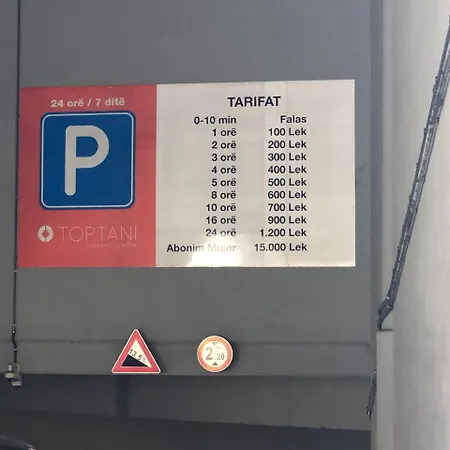 24 orë / 7 ditë
P
TOPTANI
SHOPPING CENTER
TARIFAT
0-10 min Falas
1 orë 100 Lek
2 orë 200 Lek
3 orë 300 Lek
4 orë 400 Lek
5 orë 500 Lek
8 orë 600 Lek
10 orë 700 Lek
16 orë 900 Lek
24 orë 1.200 Lek
Abonim Mujor 15.000 Lek
2.20